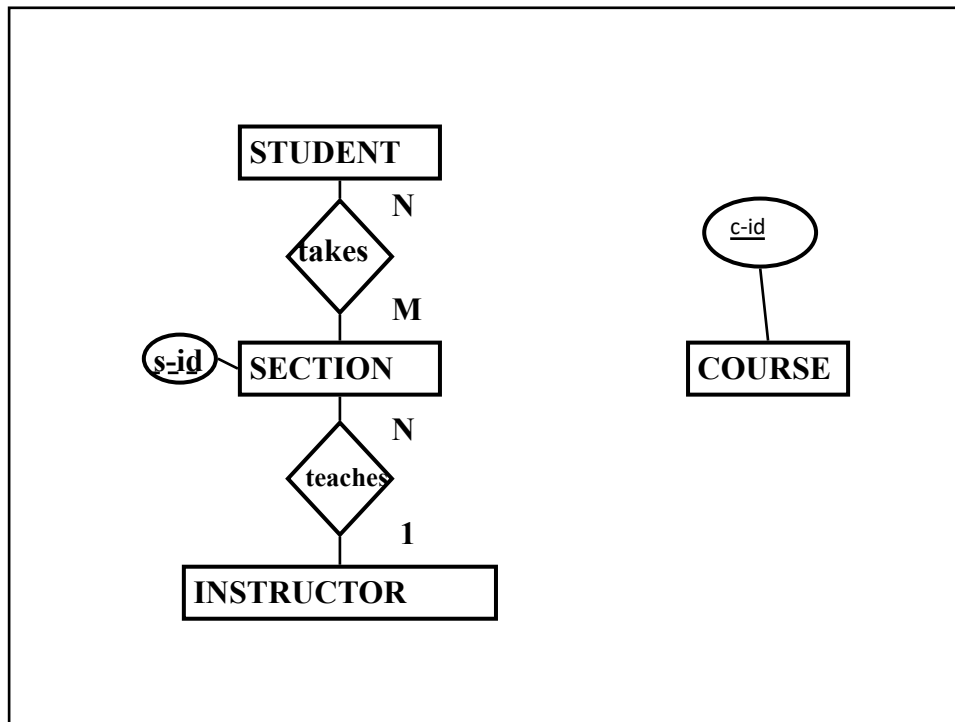 STUDENT
N
takes
c-id
M
s-id
SECTION
COURSE
N
teaches
1
INSTRUCTOR